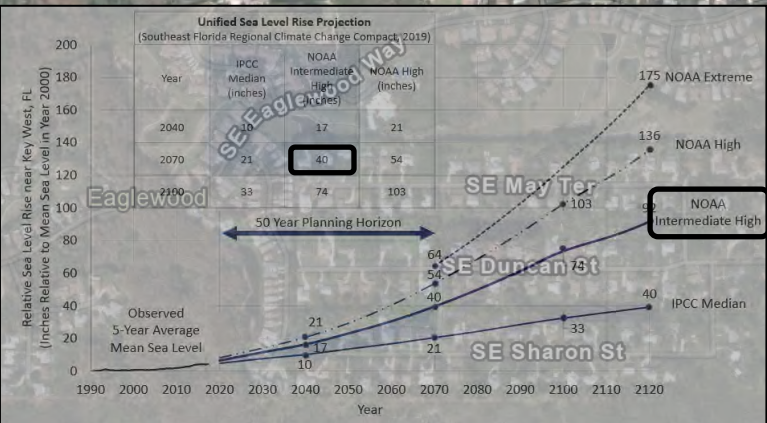 Unified Sea Level Rise Projection
(Southeast Florida Regional Climate Change Compact, 2019)
Year
IPCC Median (inches)
NOAA Intermediate High (inches)
NOAA High (Inches)
2040 10 17 21
2070 21 40 54
2100 33 74 103
Relative Sea Level Rise near Key West, FL
(Inches Relative to Mean Sea Level in Year 2000)
200
180
160
140
120
100
80
60
40
20
0
SE Eaglewood Way
Eaglewood
SE May Ter
SE Duncan St
SE Sharon St
50 Year Planning Horizon
Observed
5-Year Average
Mean Sea Level
175 NOAA Extreme
136
NOAA High
103
92
NOAA
Intermediate High
64
54
74
40
40
IPCC Median
21
17
33
21
10
1990 2000 2010 2020 2030 2040 2050 2060 2070 2080 2090 2100 2110 2120
Year